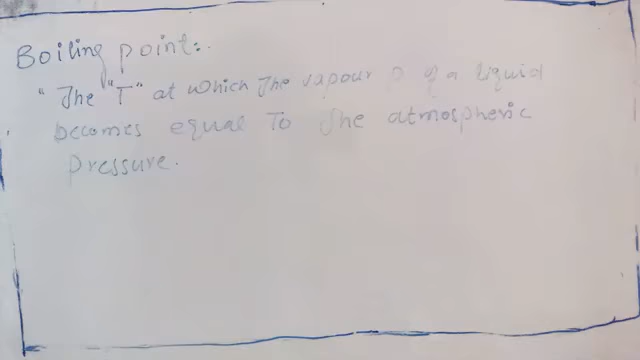 Boiling point:.
"The "T" at which The vapour P of a liquid
becomes equal To The atmospheric
pressure.